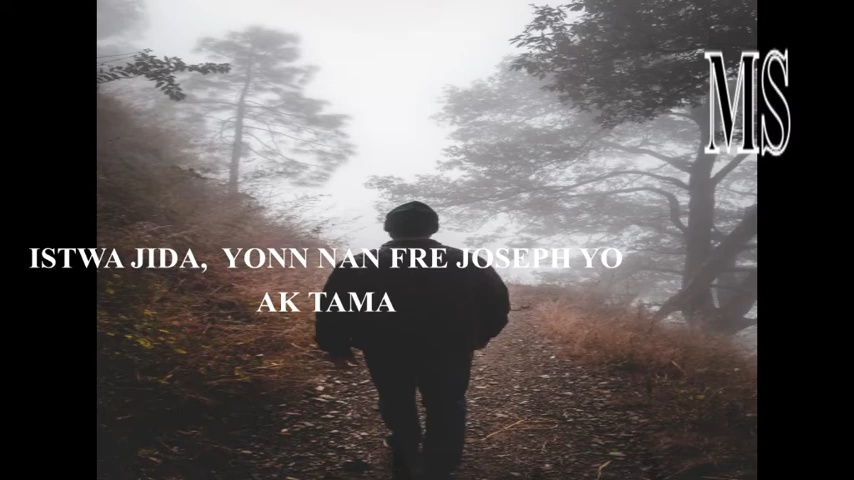 MS
ISTWA JIDA, YONN NAN FRE JOSEPH YO
AK TAMA